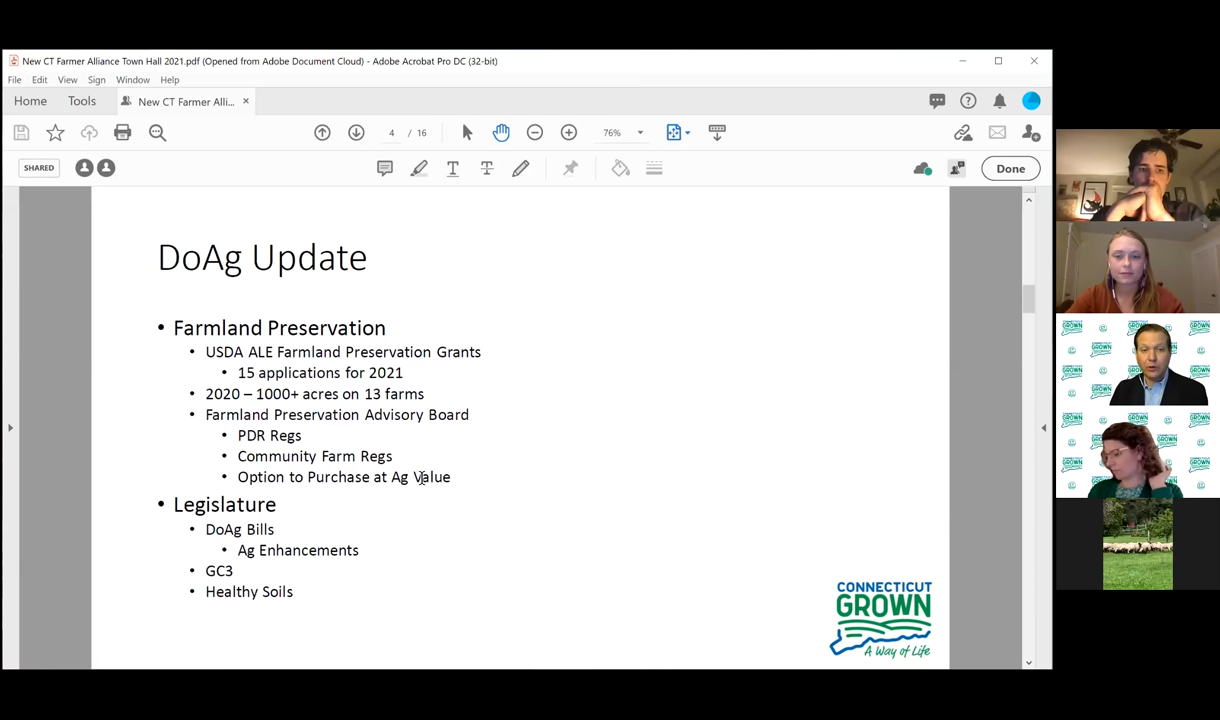 New CT Farmer Alliance Town Hall 2021.pdf (Opened from Adobe Document Cloud) - Adobe Acrobat Pro DC (32-bit)
File Edit View Sign Window Help
Home Tools New CT Farmer Alli... ×
4 / 16 76%
SHARED Done
DoAg Update
• Farmland Preservation
• USDA ALE Farmland Preservation Grants
• 15 applications for 2021
• 2020 – 1000+ acres on 13 farms
• Farmland Preservation Advisory Board
• PDR Regs
• Community Farm Regs
• Option to Purchase at Ag Value
• Legislature
• DoAg Bills
• Ag Enhancements
• GC3
• Healthy Soils
CONNECTICUT
GROWN
A Way of Life
CONNECTICUT
GROWN